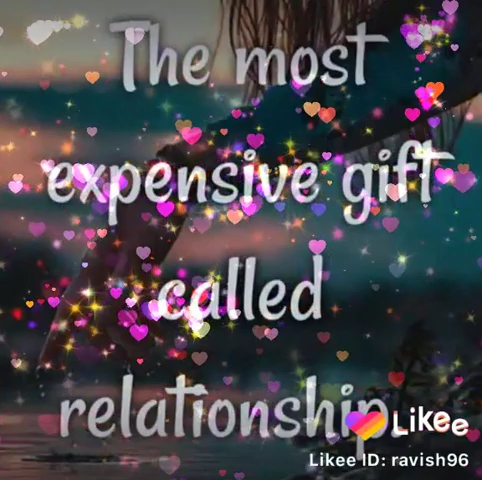 The most
expensive gift
called
relationship.
Likee
Likee ID: ravish96